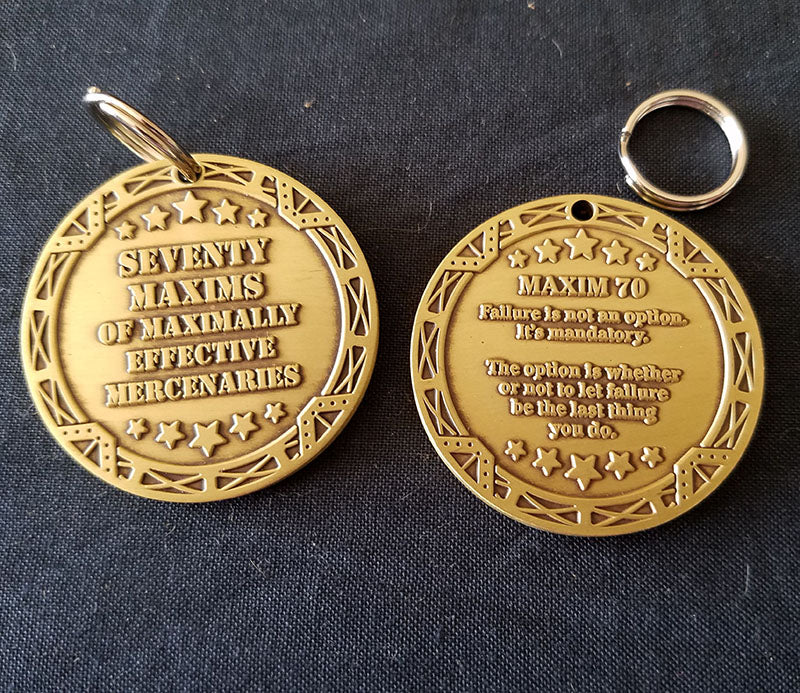 SEVENTY
MAXIMS
OF MAXIMALLY
EFFECTIVE
MERCENARIES
MAXIM 70
Failure is not an option.
It's mandatory.
The option is whether
or not to let failure
be the last thing
you do.